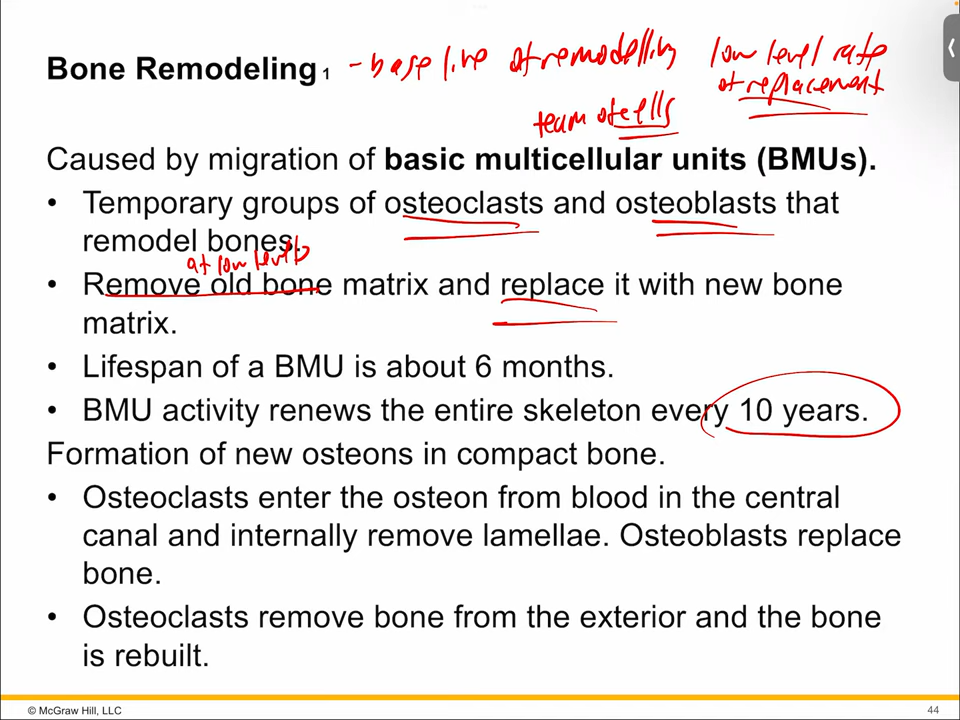 Bone Remodeling 1 - base line of remodelling low level rate
of replacement
team of cells
Caused by migration of basic multicellular units (BMUs).
• Temporary groups of osteoclasts and osteoblasts that
remodel bones.
at low levels
• Remove old bone matrix and replace it with new bone
matrix.
• Lifespan of a BMU is about 6 months.
• BMU activity renews the entire skeleton every 10 years.
Formation of new osteons in compact bone.
• Osteoclasts enter the osteon from blood in the central
canal and internally remove lamellae. Osteoblasts replace
bone.
• Osteoclasts remove bone from the exterior and the bone
is rebuilt.
© McGraw Hill, LLC 44